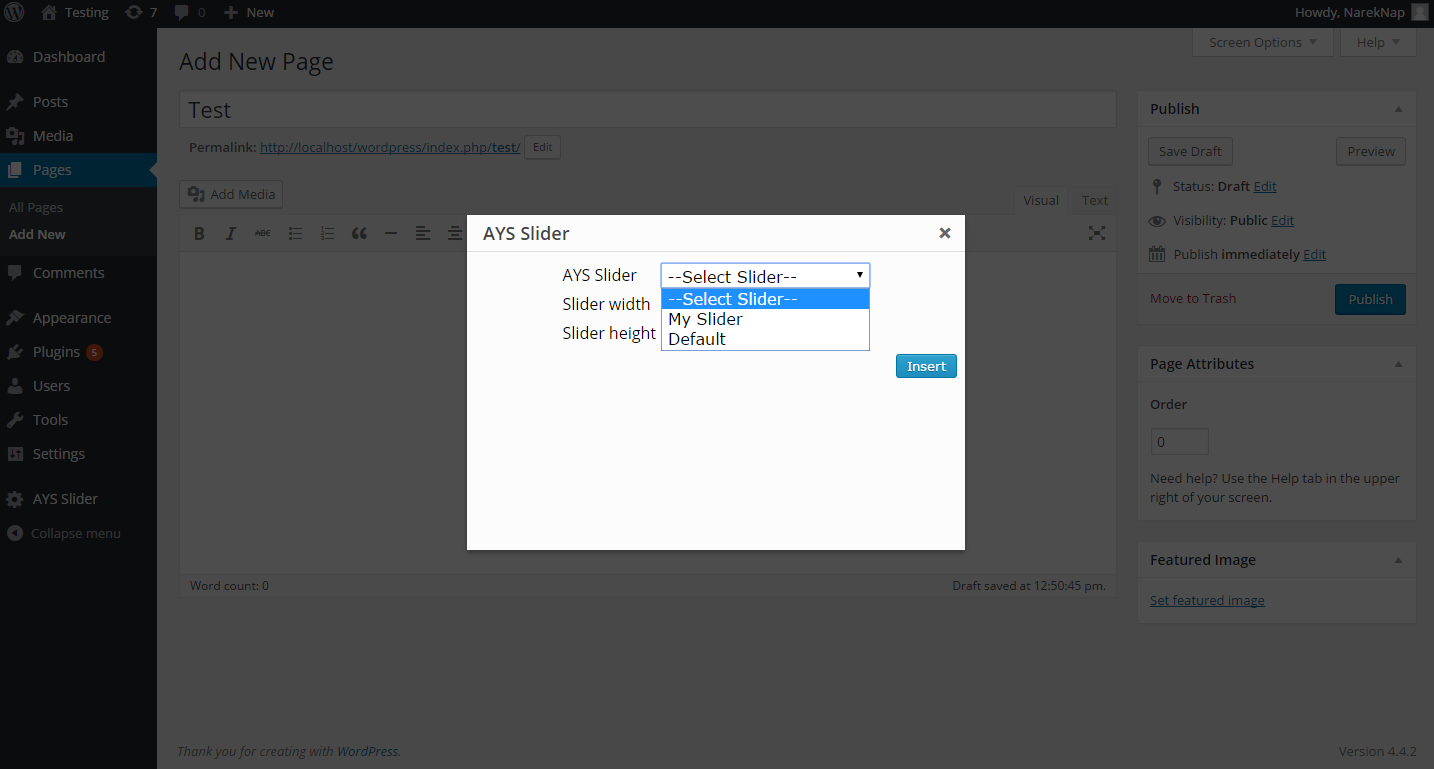 Testing 7 0 New Howdy, NarekNap
Dashboard
Posts
Media
Pages
All Pages
Add New
Comments
Appearance
Plugins 5
Users
Tools
Settings
AYS Slider
Collapse menu
Screen Options Help
Add New Page
Test
Permalink: http://localhost/wordpress/index.php/test/ Edit
Add Media
Visual Text
B I ABC
AYS Slider
AYS Slider --Select Slider--
--Select Slider--
Slider width
My Slider
Slider height
Default
Insert
Word count: 0 Draft saved at 12:50:45 pm.
Publish
Save Draft Preview
Status: Draft Edit
Visibility: Public Edit
Publish immediately Edit
Move to Trash Publish
Page Attributes
Order
0
Need help? Use the Help tab in the upper
right of your screen.
Featured Image
Set featured image
Thank you for creating with WordPress. Version 4.4.2